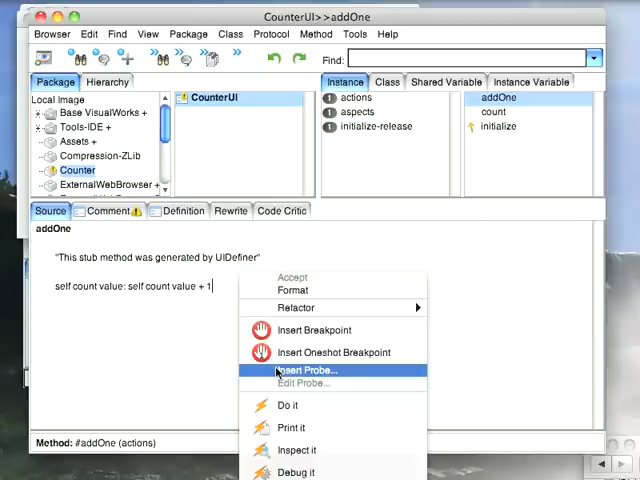 CounterUI>>addOne
Browser Edit Find View Package Class Protocol Method Tools Help
Find:
Package Hierarchy
Instance Class Shared Variable Instance Variable
Local Image
Base VisualWorks +
Tools-IDE +
Assets +
Compression-ZLib
Counter
ExternalWebBrowser +
CounterUI
1 actions
1 aspects
1 initialize-release
addOne
count
initialize
Source Comment Definition Rewrite Code Critic
addOne
"This stub method was generated by UIDefiner"
self count value: self count value + 1
Accept
Format
Refactor
Insert Breakpoint
Insert Oneshot Breakpoint
Insert Probe...
Edit Probe...
Do it
Print it
Inspect it
Debug it
Method: #addOne (actions)